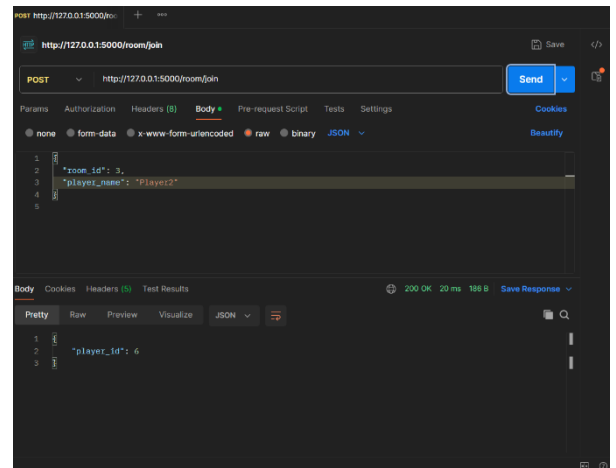 POST http://127.0.0.1:5000/roo
HTTP http://127.0.0.1:5000/room/join Save
POST http://127.0.0.1:5000/room/join Send
Params Authorization Headers (8) Body Pre-request Script Tests Settings Cookies
none form-data x-www-form-urlencoded raw binary JSON Beautify
1 {
2 "room_id": 3,
3 "player_name": "Player2"
4 }
5
Body Cookies Headers (5) Test Results 200 OK 20 ms 186 B Save Response
Pretty Raw Preview Visualize JSON
1 {
2 "player_id": 6
3 }